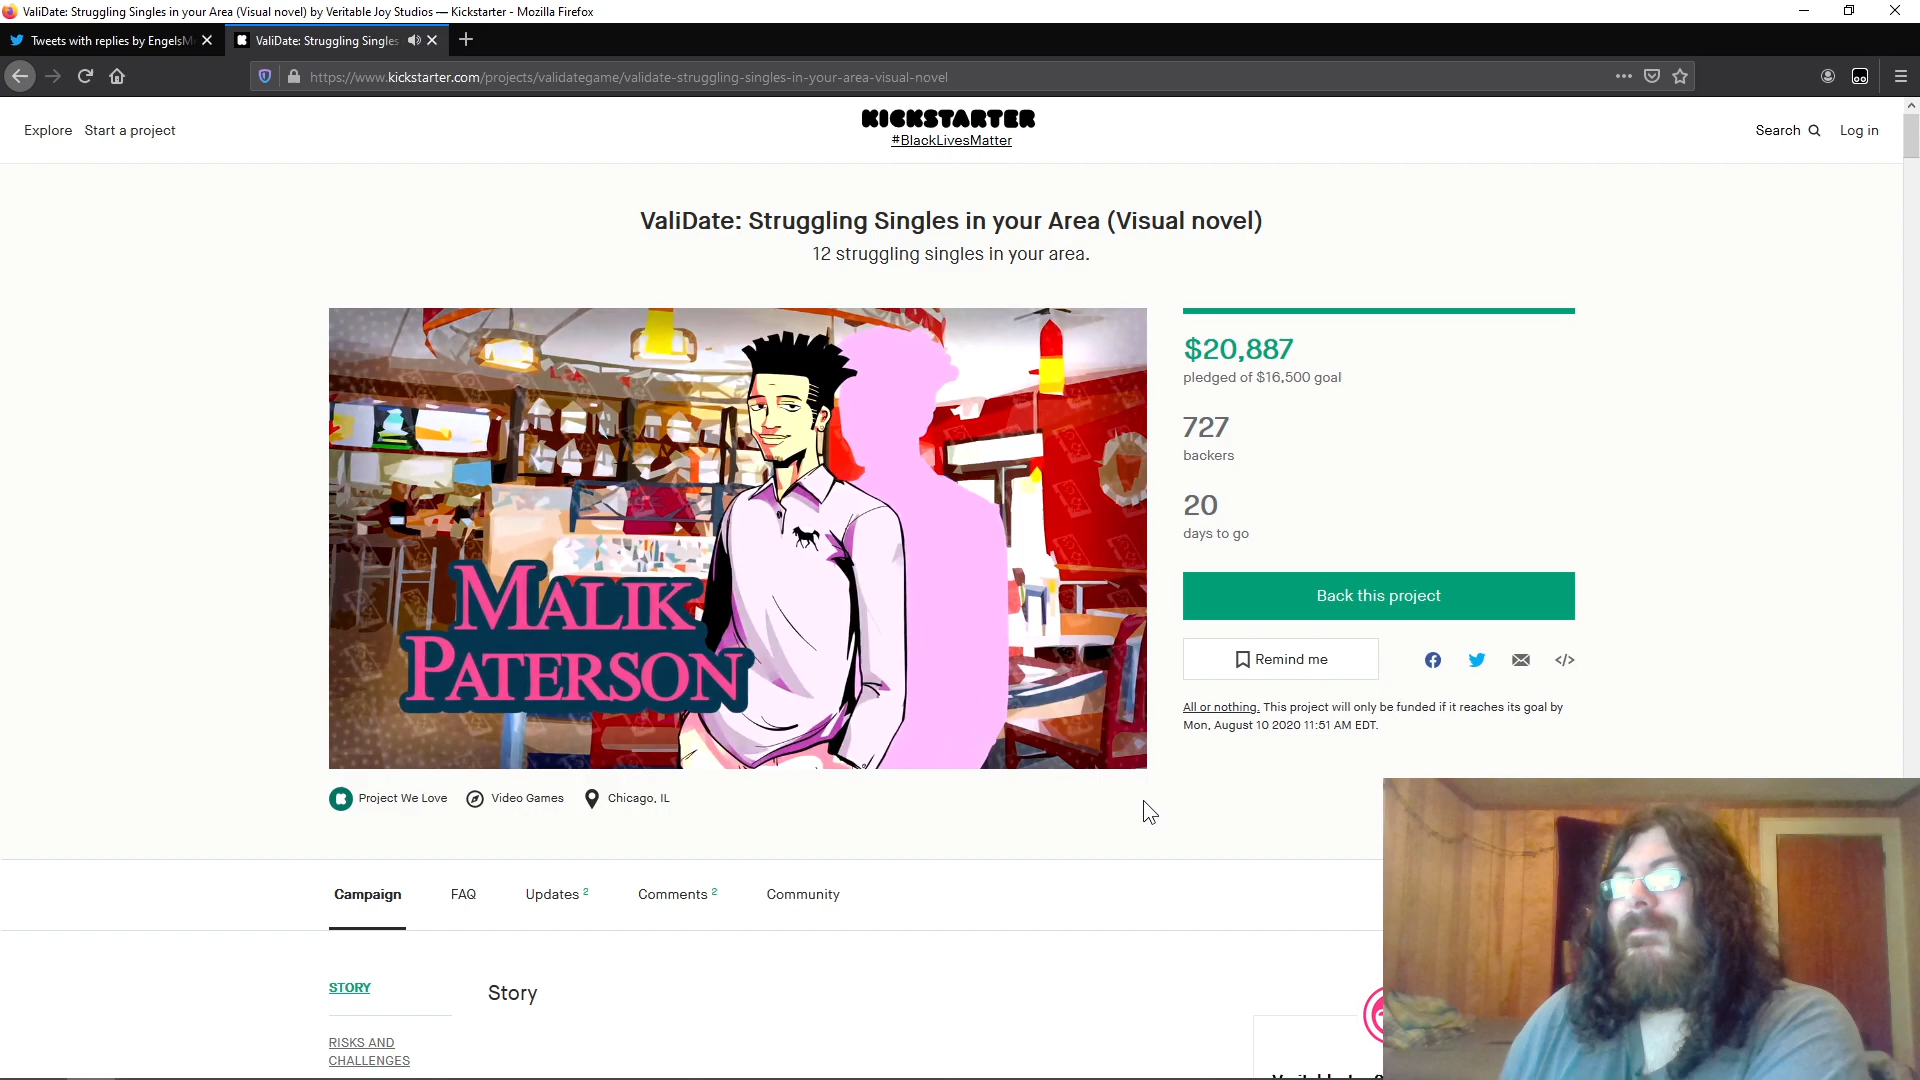 ValiDate: Struggling Singles in your Area (Visual novel) by Veritable Joy Studios — Kickstarter - Mozilla Firefox
Tweets with replies by EngelsM
ValiDate: Struggling Singles
https://www.kickstarter.com/projects/validategame/validate-struggling-singles-in-your-area-visual-novel
Explore
Start a project
KICKSTARTER
#BlackLivesMatter
Search
Log in
ValiDate: Struggling Singles in your Area (Visual novel)
12 struggling singles in your area.
MALIK
PATERSON
$20,887
pledged of $16,500 goal
727
backers
20
days to go
Back this project
Remind me
All or nothing. This project will only be funded if it reaches its goal by
Mon, August 10 2020 11:51 AM EDT.
Project We Love
Video Games
Chicago, IL
Campaign
FAQ
Updates 2
Comments 2
Community
STORY
Story
RISKS AND
CHALLENGES